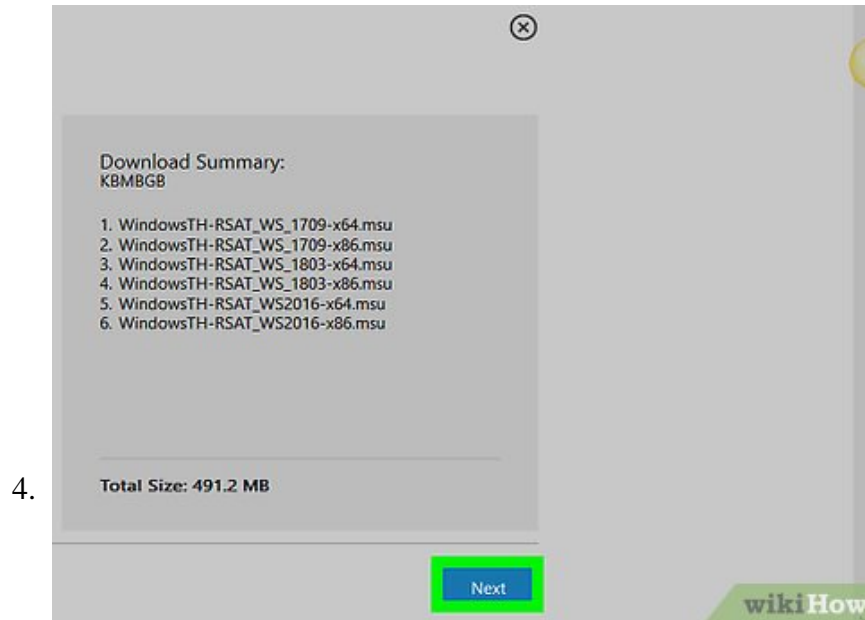 Download Summary:
KBMBGB
1. WindowsTH-RSAT_WS_1709-x64.msu
2. WindowsTH-RSAT_WS_1709-x86.msu
3. WindowsTH-RSAT_WS_1803-x64.msu
4. WindowsTH-RSAT_WS_1803-x86.msu
5. WindowsTH-RSAT_WS2016-x64.msu
6. WindowsTH-RSAT_WS2016-x86.msu
4.
Total Size: 491.2 MB
Next
wikiHow